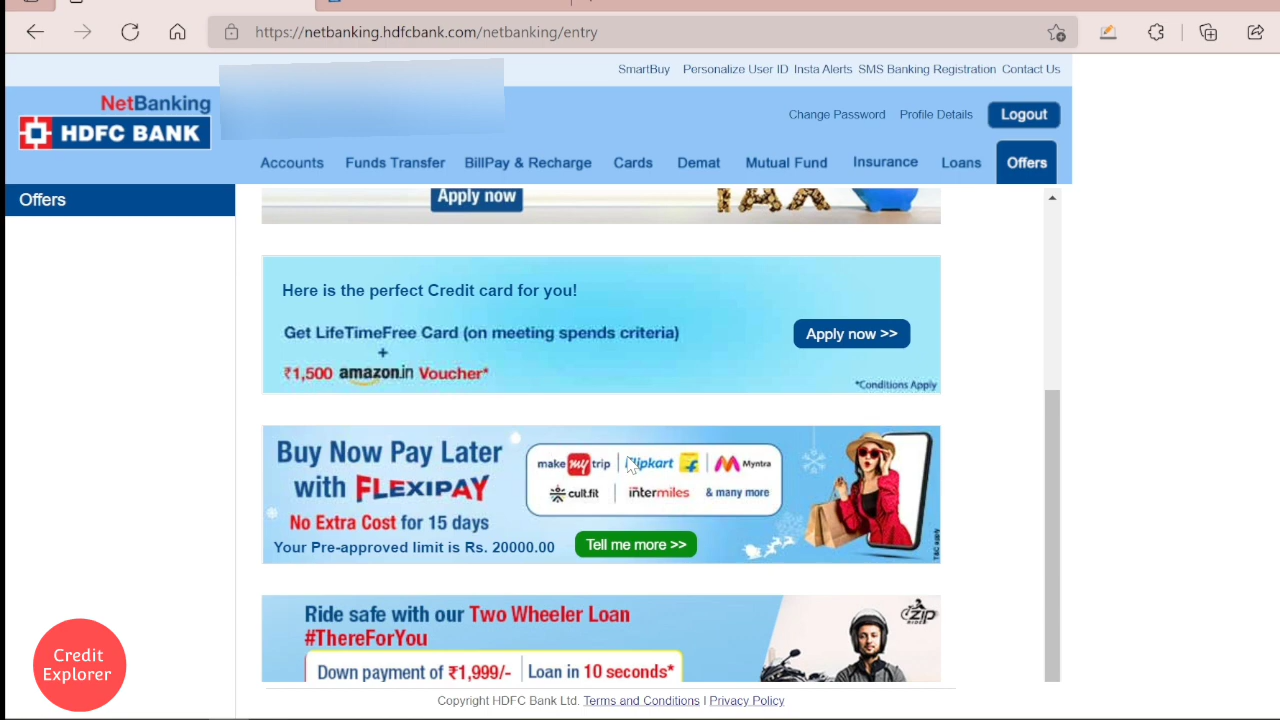 https://netbanking.hdfcbank.com/netbanking/entry
SmartBuy Personalize User ID Insta Alerts SMS Banking Registration Contact Us
NetBanking
HDFC BANK
Change Password Profile Details Logout
Accounts Funds Transfer BillPay & Recharge Cards Demat Mutual Fund Insurance Loans Offers
Offers
Apply now
TAX
Here is the perfect Credit card for you!
Get LifeTimeFree Card (on meeting spends criteria)
+
₹1,500 amazon.in Voucher*
Apply now >>
*Conditions Apply
Buy Now Pay Later
with FLEXIPAY
No Extra Cost for 15 days
Your Pre-approved limit is Rs. 20000.00
make my trip | Flipkart | Myntra
cult.fit | intermiles & many more
Tell me more >>
T&C apply
Ride safe with our Two Wheeler Loan
#ThereForYou
Down payment of ₹1,999/- | Loan in 10 seconds*
ZIP
RIDES
Credit
Explorer
Copyright HDFC Bank Ltd. Terms and Conditions I Privacy Policy